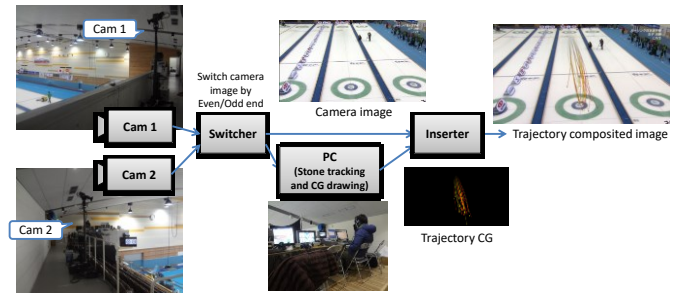 Cam 1
Switch camera
image by
Even/Odd end
Camera image
Cam 1
Switcher
Inserter
Trajectory composited image
PC
(Stone tracking
and CG drawing)
Cam 2
Cam 2
Trajectory CG